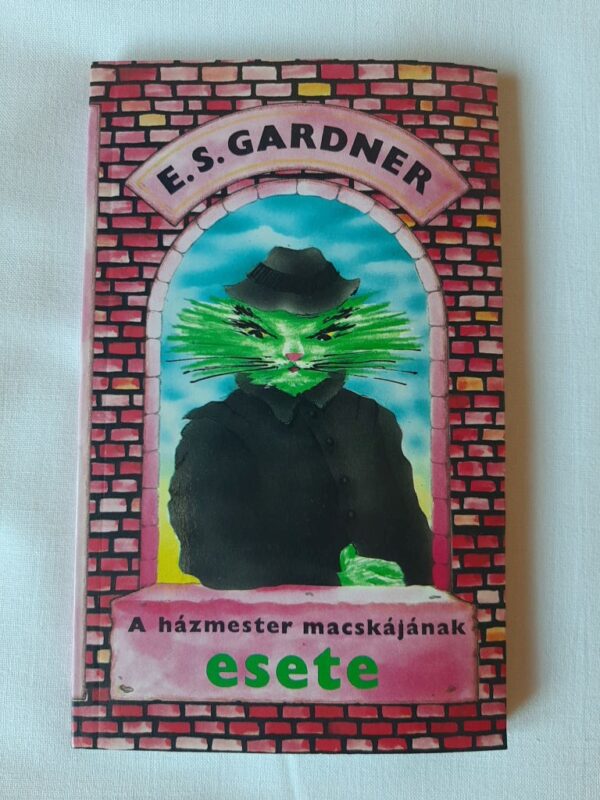 E. S. GARDNER
A házmester macskájának
esete